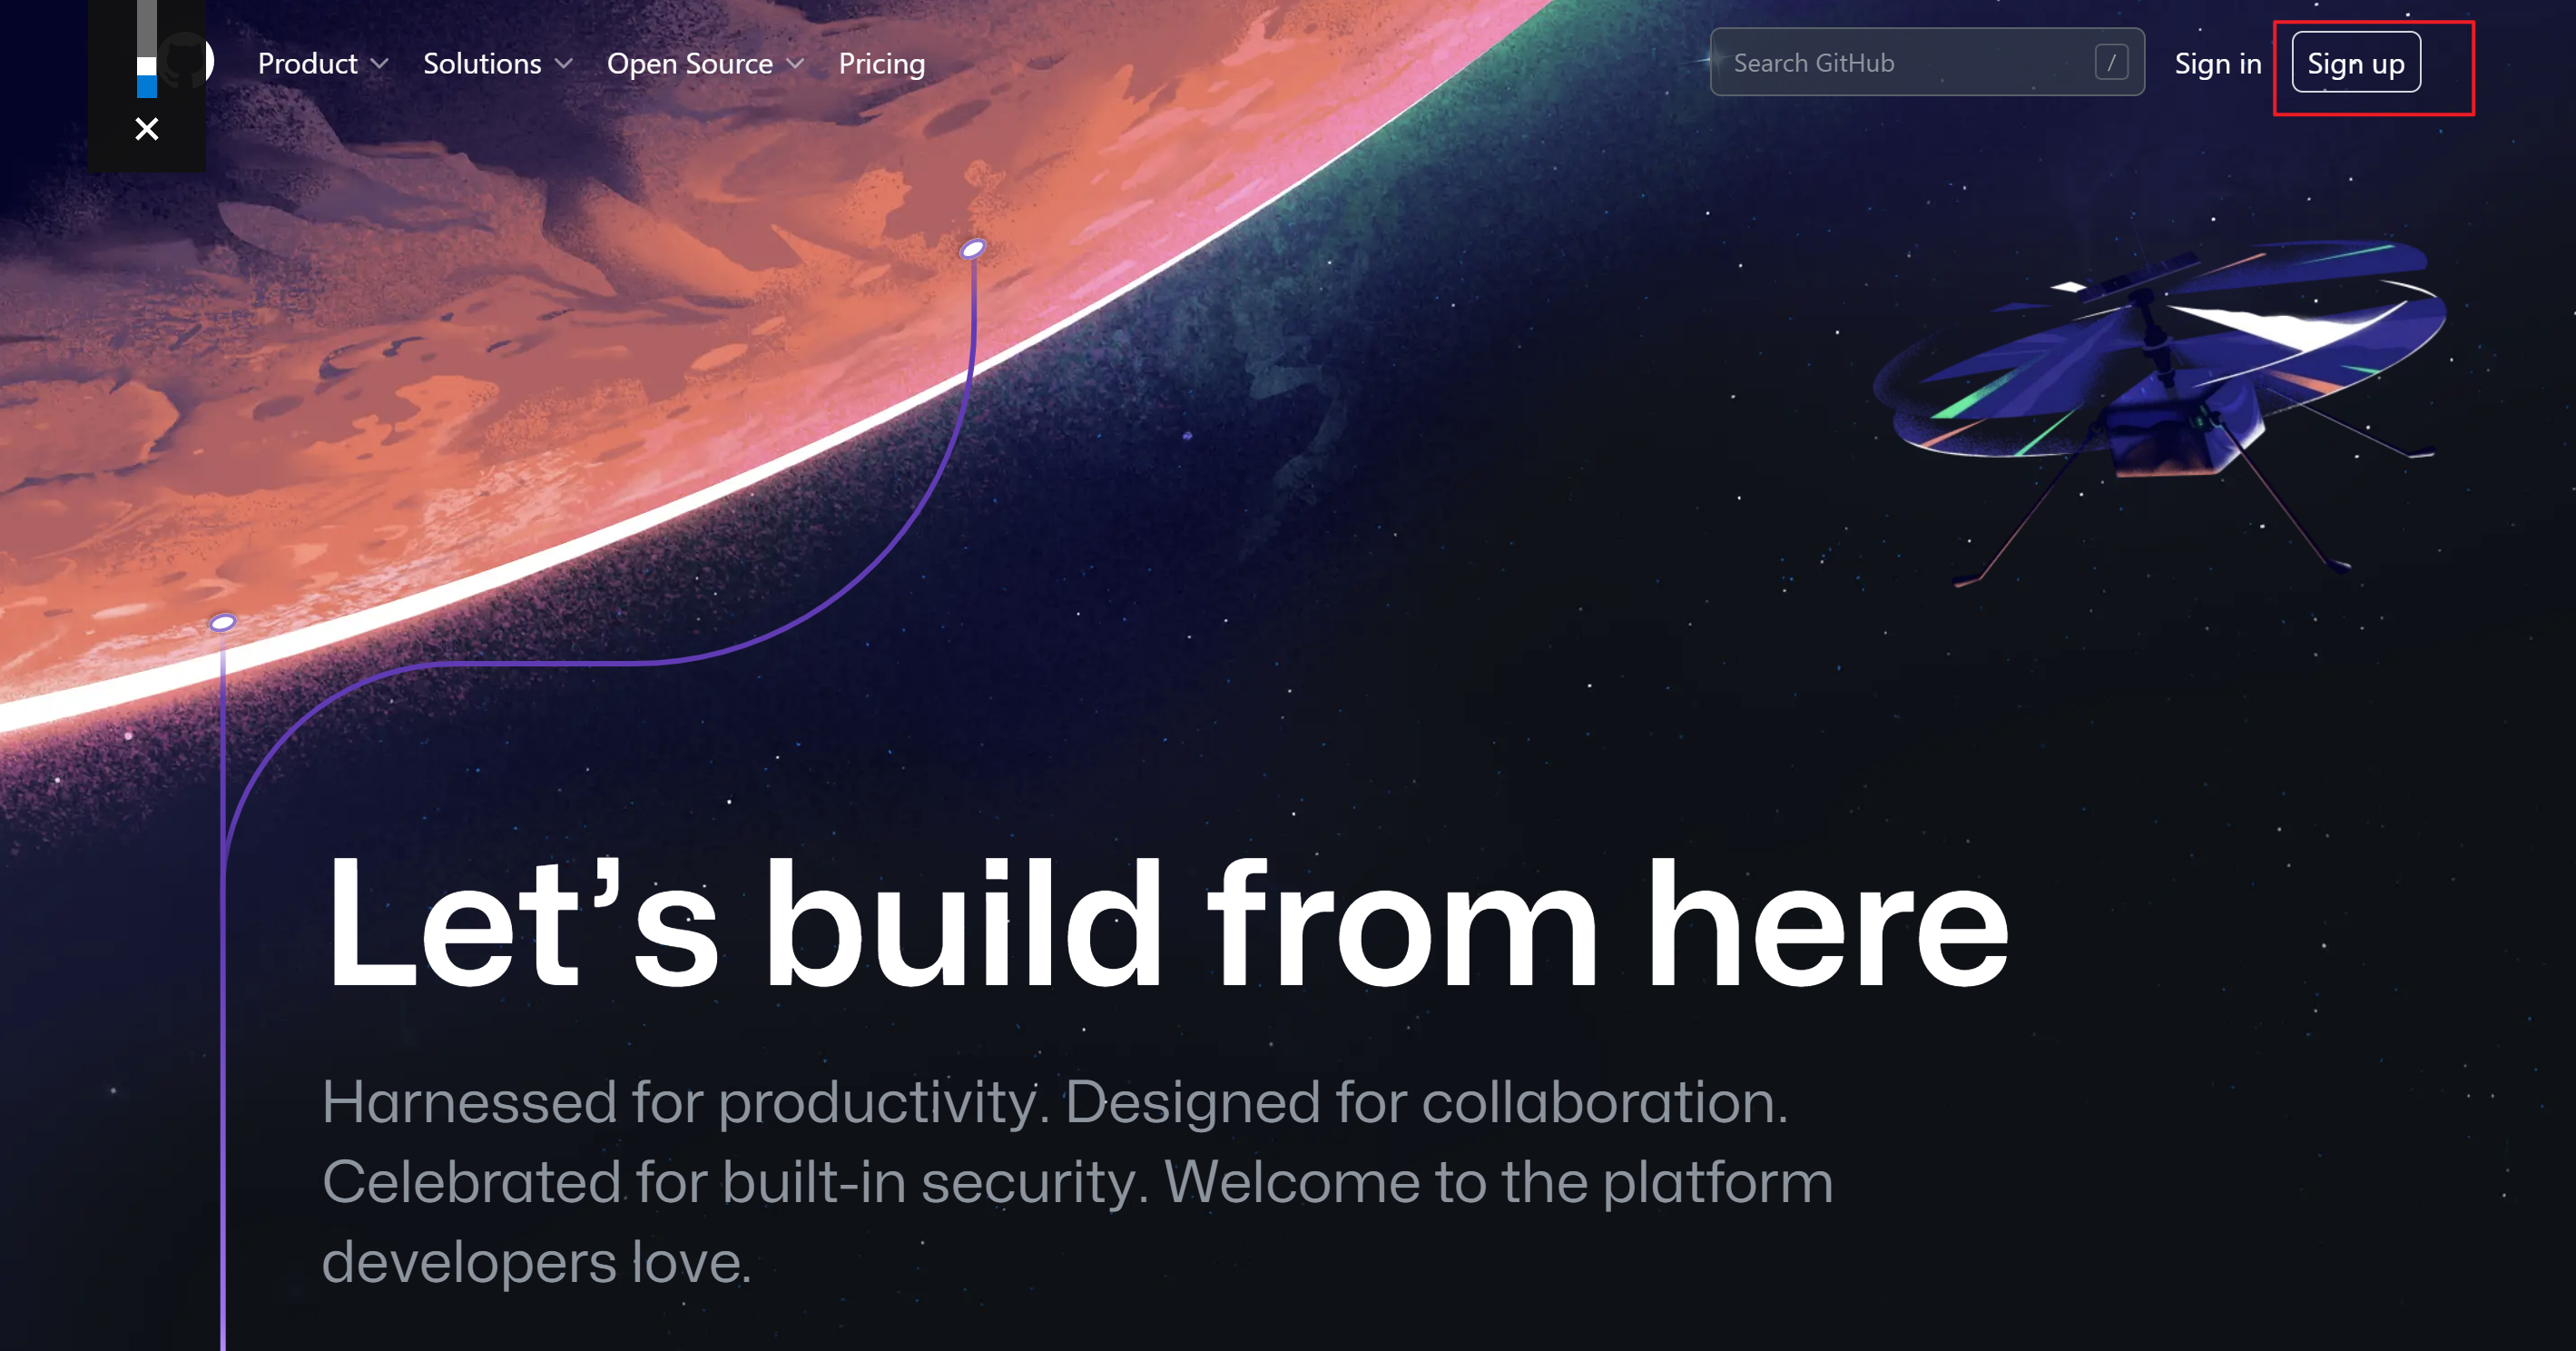 Product
Solutions
Open Source
Pricing
Search GitHub
/
Sign in
Sign up
Let’s build from here
Harnessed for productivity. Designed for collaboration.
Celebrated for built-in security. Welcome to the platform
developers love.